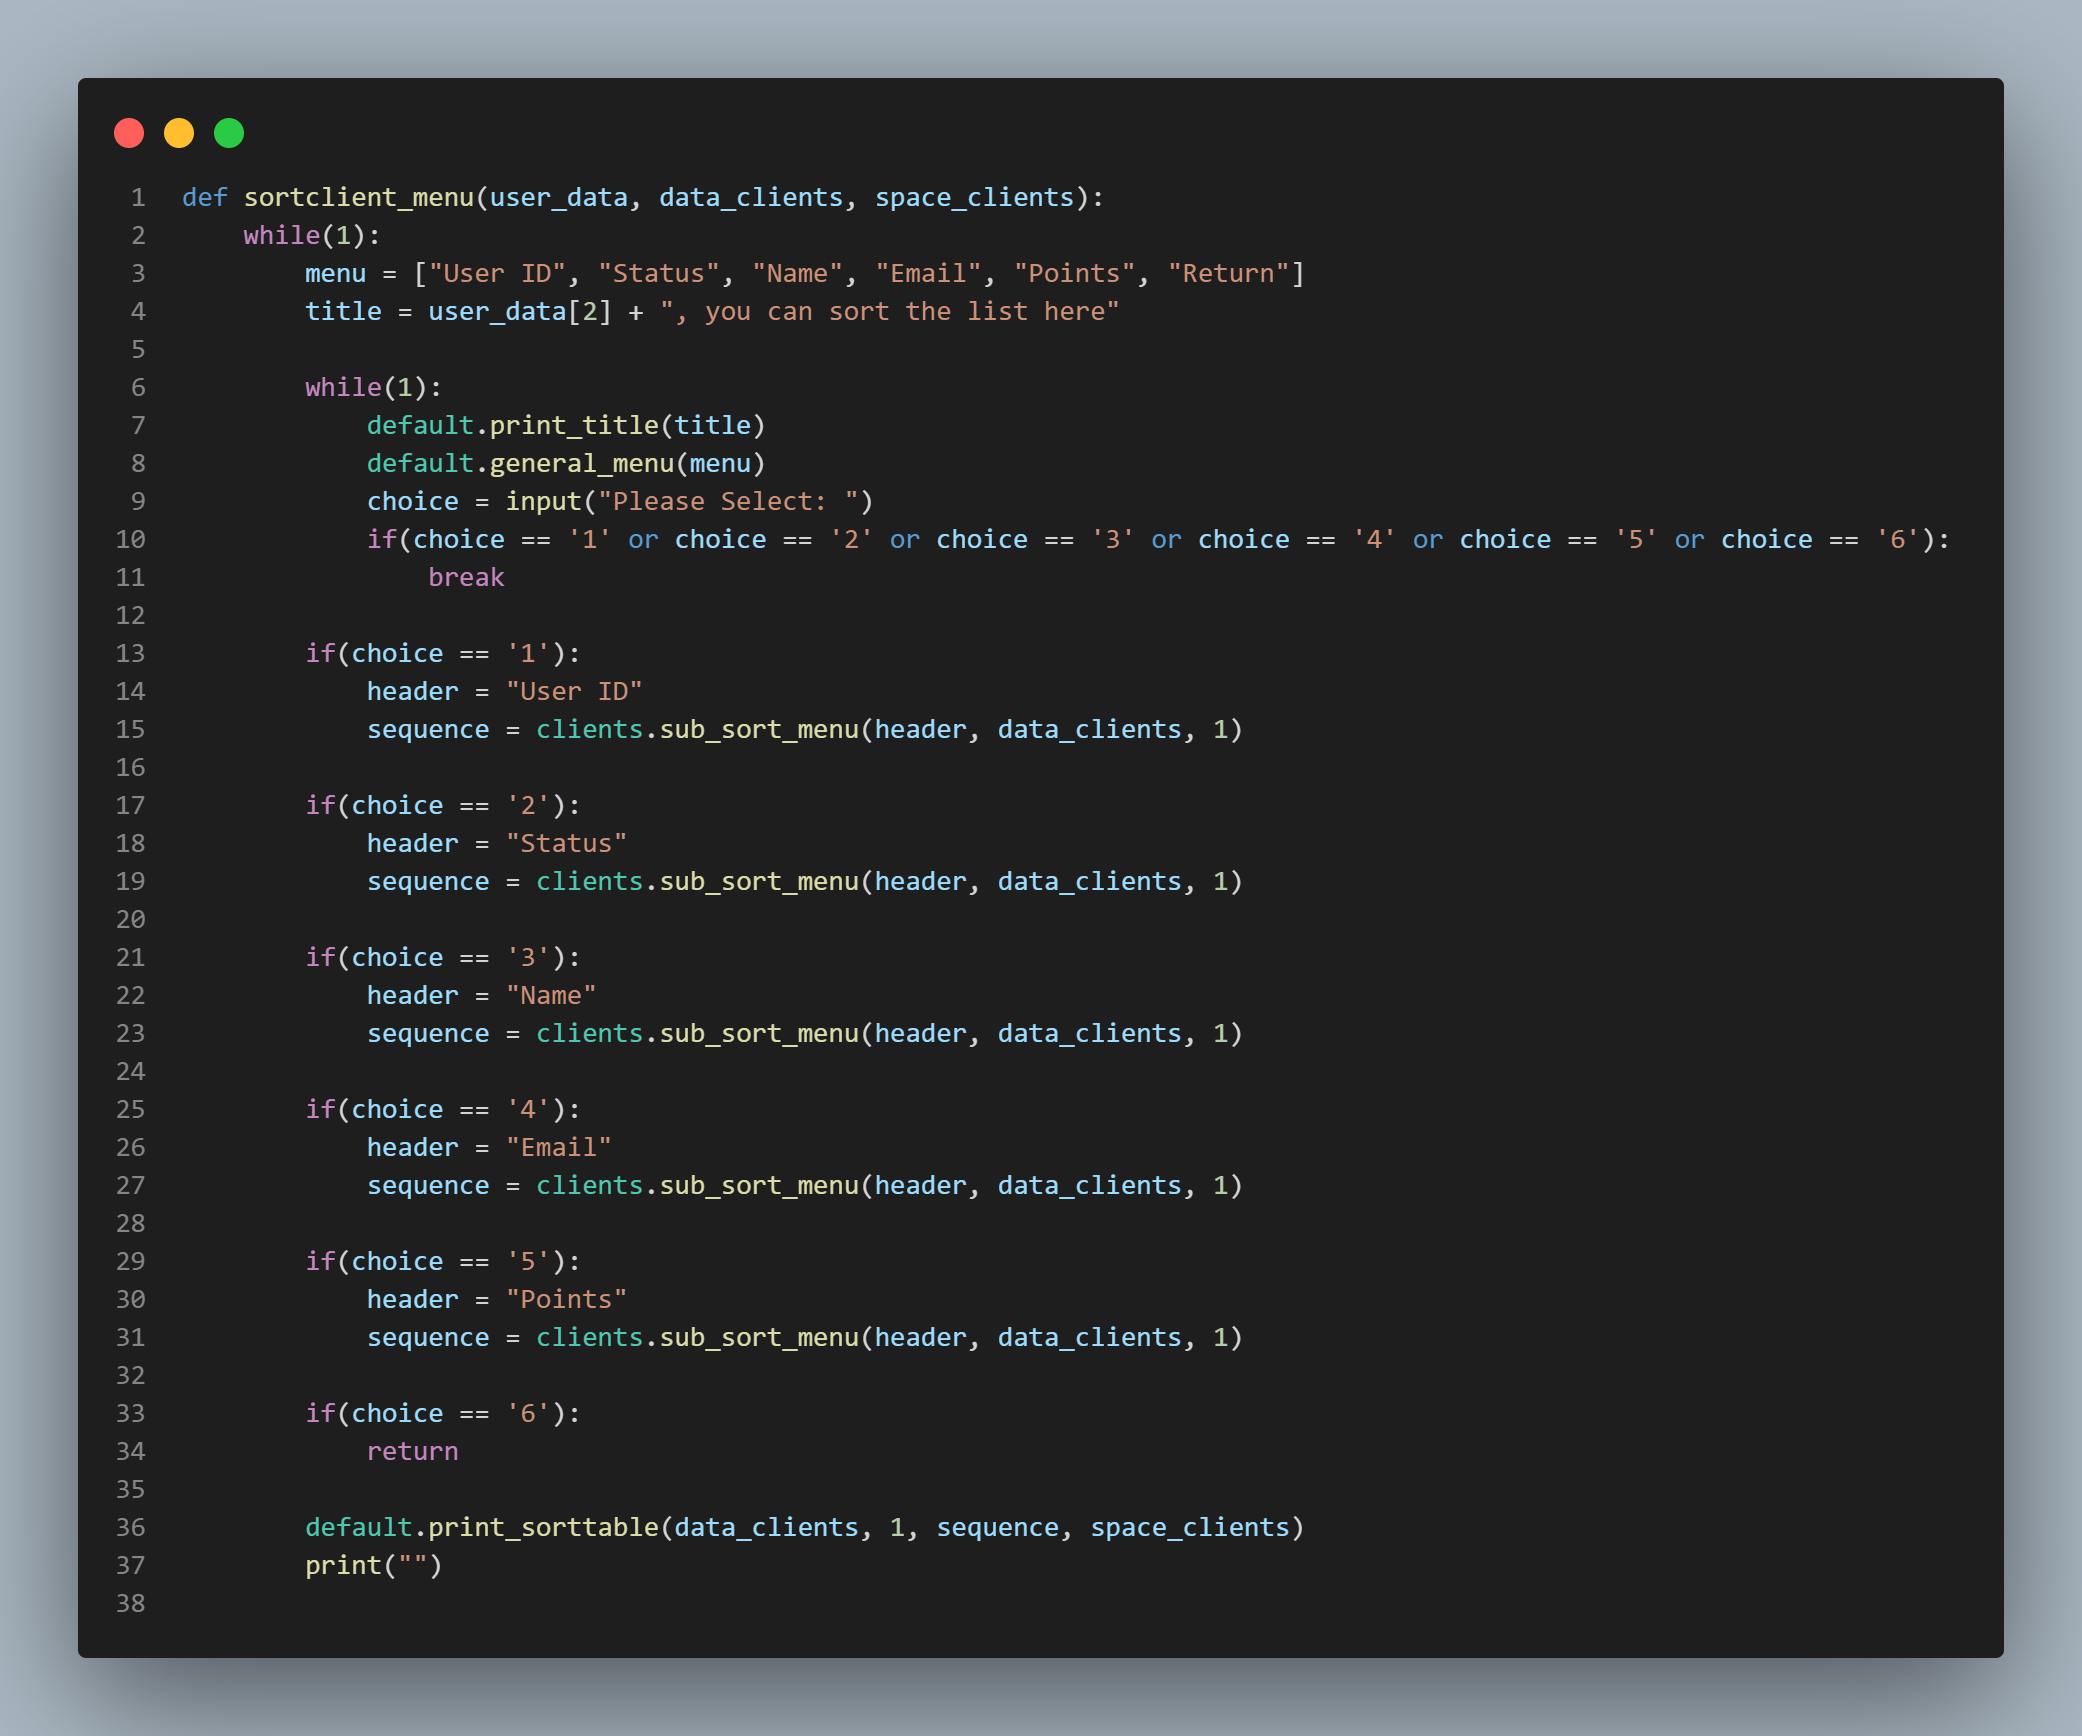 1 def sortclient_menu(user_data, data_clients, space_clients):
2     while(1):
3         menu = ["User ID", "Status", "Name", "Email", "Points", "Return"]
4         title = user_data[2] + ", you can sort the list here"
5
6         while(1):
7             default.print_title(title)
8             default.general_menu(menu)
9             choice = input("Please Select: ")
10             if(choice == '1' or choice == '2' or choice == '3' or choice == '4' or choice == '5' or choice == '6'):
11                 break
12
13         if(choice == '1'):
14             header = "User ID"
15             sequence = clients.sub_sort_menu(header, data_clients, 1)
16
17         if(choice == '2'):
18             header = "Status"
19             sequence = clients.sub_sort_menu(header, data_clients, 1)
20
21         if(choice == '3'):
22             header = "Name"
23             sequence = clients.sub_sort_menu(header, data_clients, 1)
24
25         if(choice == '4'):
26             header = "Email"
27             sequence = clients.sub_sort_menu(header, data_clients, 1)
28
29         if(choice == '5'):
30             header = "Points"
31             sequence = clients.sub_sort_menu(header, data_clients, 1)
32
33         if(choice == '6'):
34             return
35
36         default.print_sorttable(data_clients, 1, sequence, space_clients)
37         print("")
38